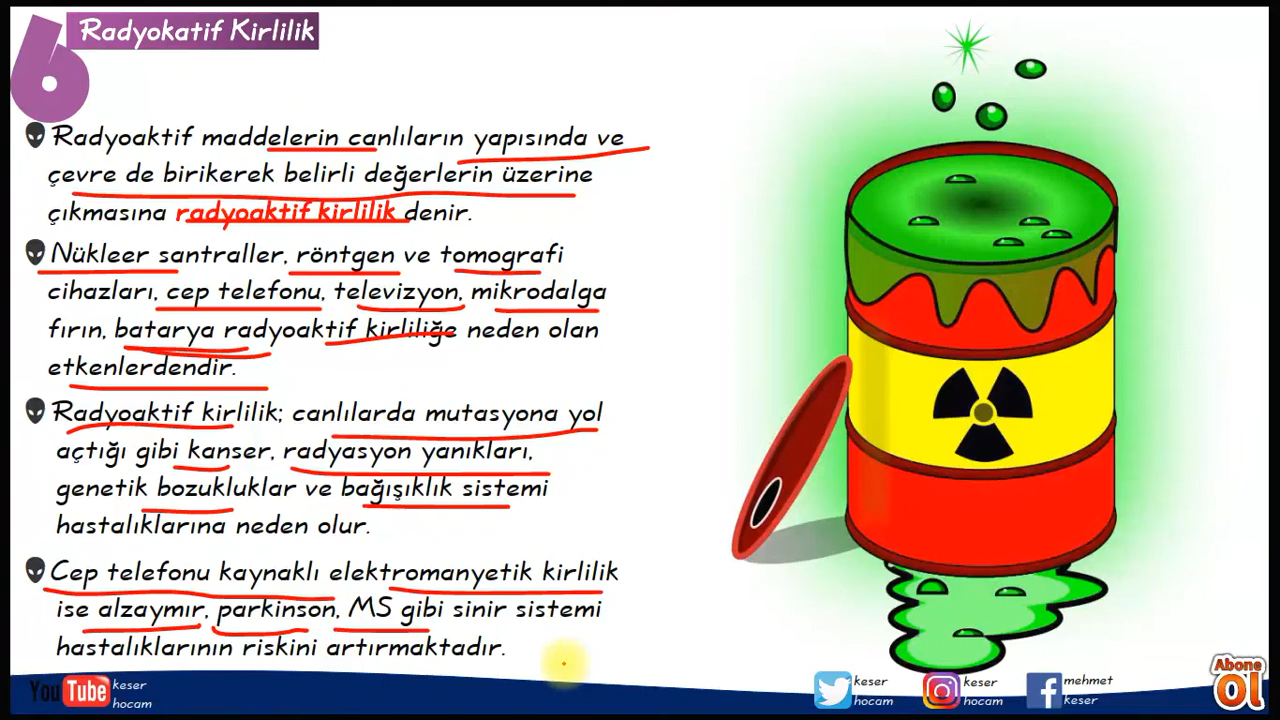 6
Radyokatif Kirlilik
Radyoaktif maddelerin canlıların yapısında ve
çevre de birikerek belirli değerlerin üzerine
çıkmasına radyoaktif kirlilik denir.
Nükleer santraller, röntgen ve tomografi
cihazları, cep telefonu, televizyon, mikrodalga
fırın, batarya radyoaktif kirliliğe neden olan
etkenlerdendir.
Radyoaktif kirlilik; canlılarda mutasyona yol
açtığı gibi kanser, radyasyon yanıkları,
genetik bozukluklar ve bağışıklık sistemi
hastalıklarına neden olur.
Cep telefonu kaynaklı elektromanyetik kirlilik
ise alzaymır, parkinson, MS gibi sinir sistemi
hastalıklarının riskini artırmaktadır.
YouTube keser
hocam
keser
hocam
keser
hocam
mehmet
keser
Abone
ol